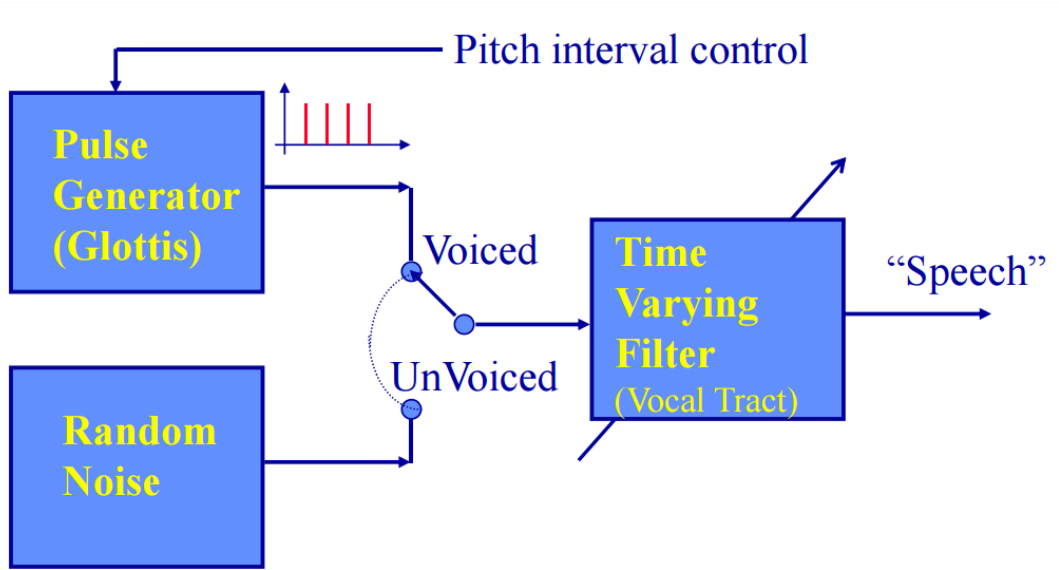 Pitch interval control
Pulse
Generator
(Glottis)
Voiced
UnVoiced
Random
Noise
Time
Varying
Filter
(Vocal Tract)
“Speech”